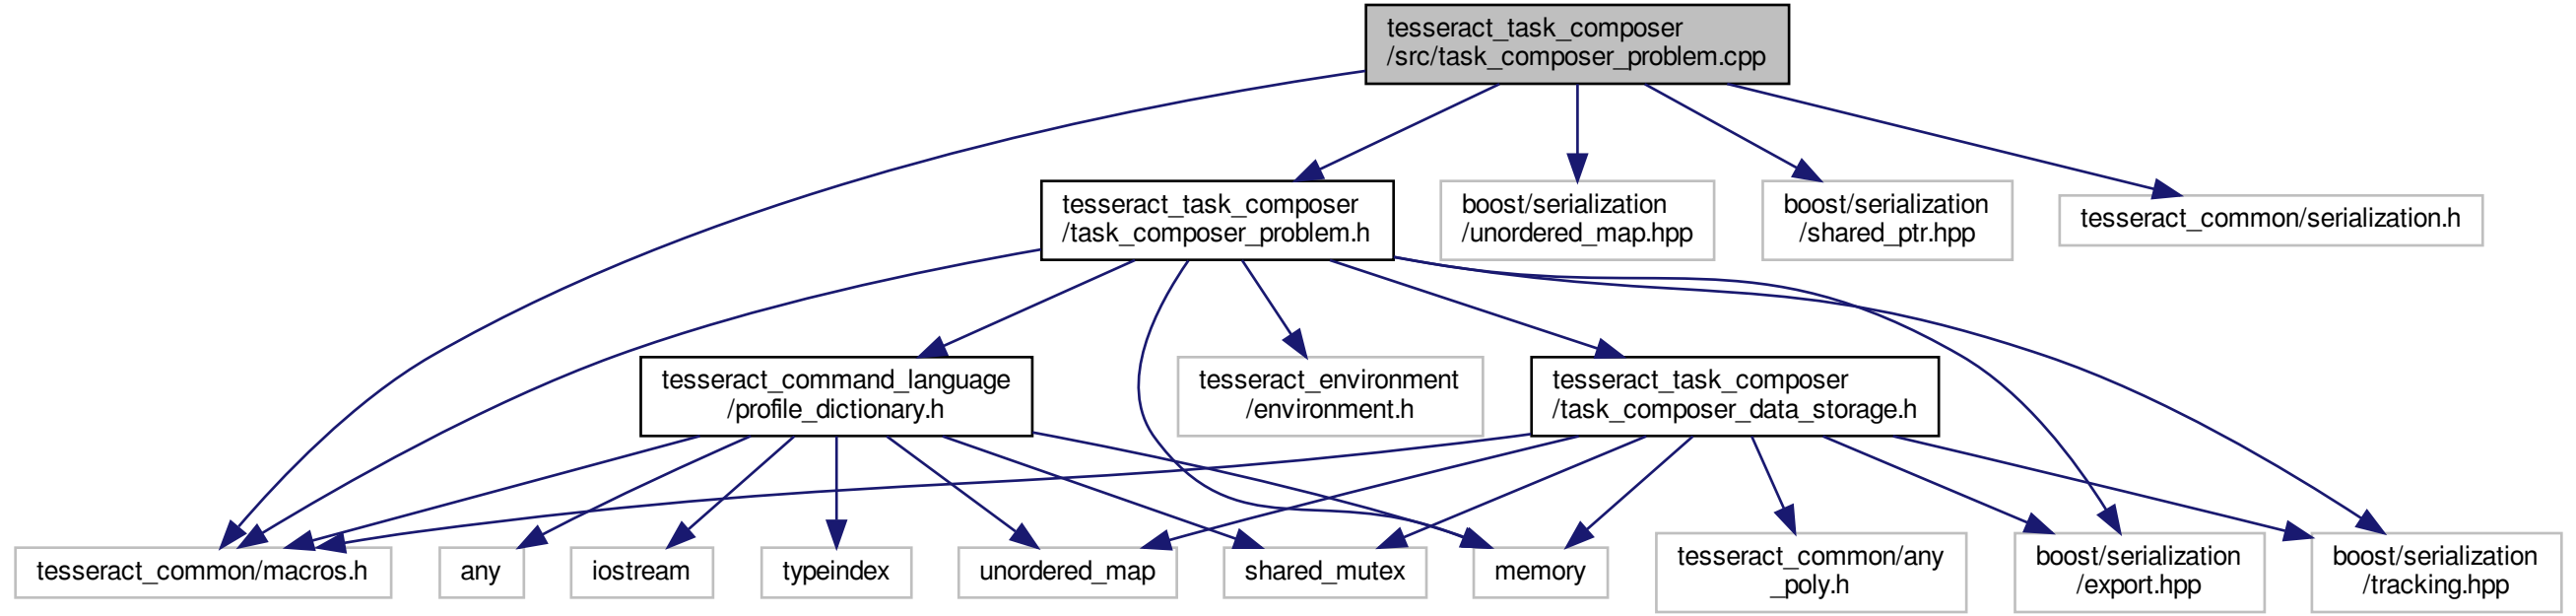 tesseract_task_composer
/src/task_composer_problem.cpp
tesseract_task_composer
/task_composer_problem.h
boost/serialization
/unordered_map.hpp
boost/serialization
/shared_ptr.hpp
tesseract_common/serialization.h
tesseract_command_language
/profile_dictionary.h
tesseract_environment
/environment.h
tesseract_task_composer
/task_composer_data_storage.h
tesseract_common/macros.h
any
iostream
typeindex
unordered_map
shared_mutex
memory
tesseract_common/any
_poly.h
boost/serialization
/export.hpp
boost/serialization
/tracking.hpp